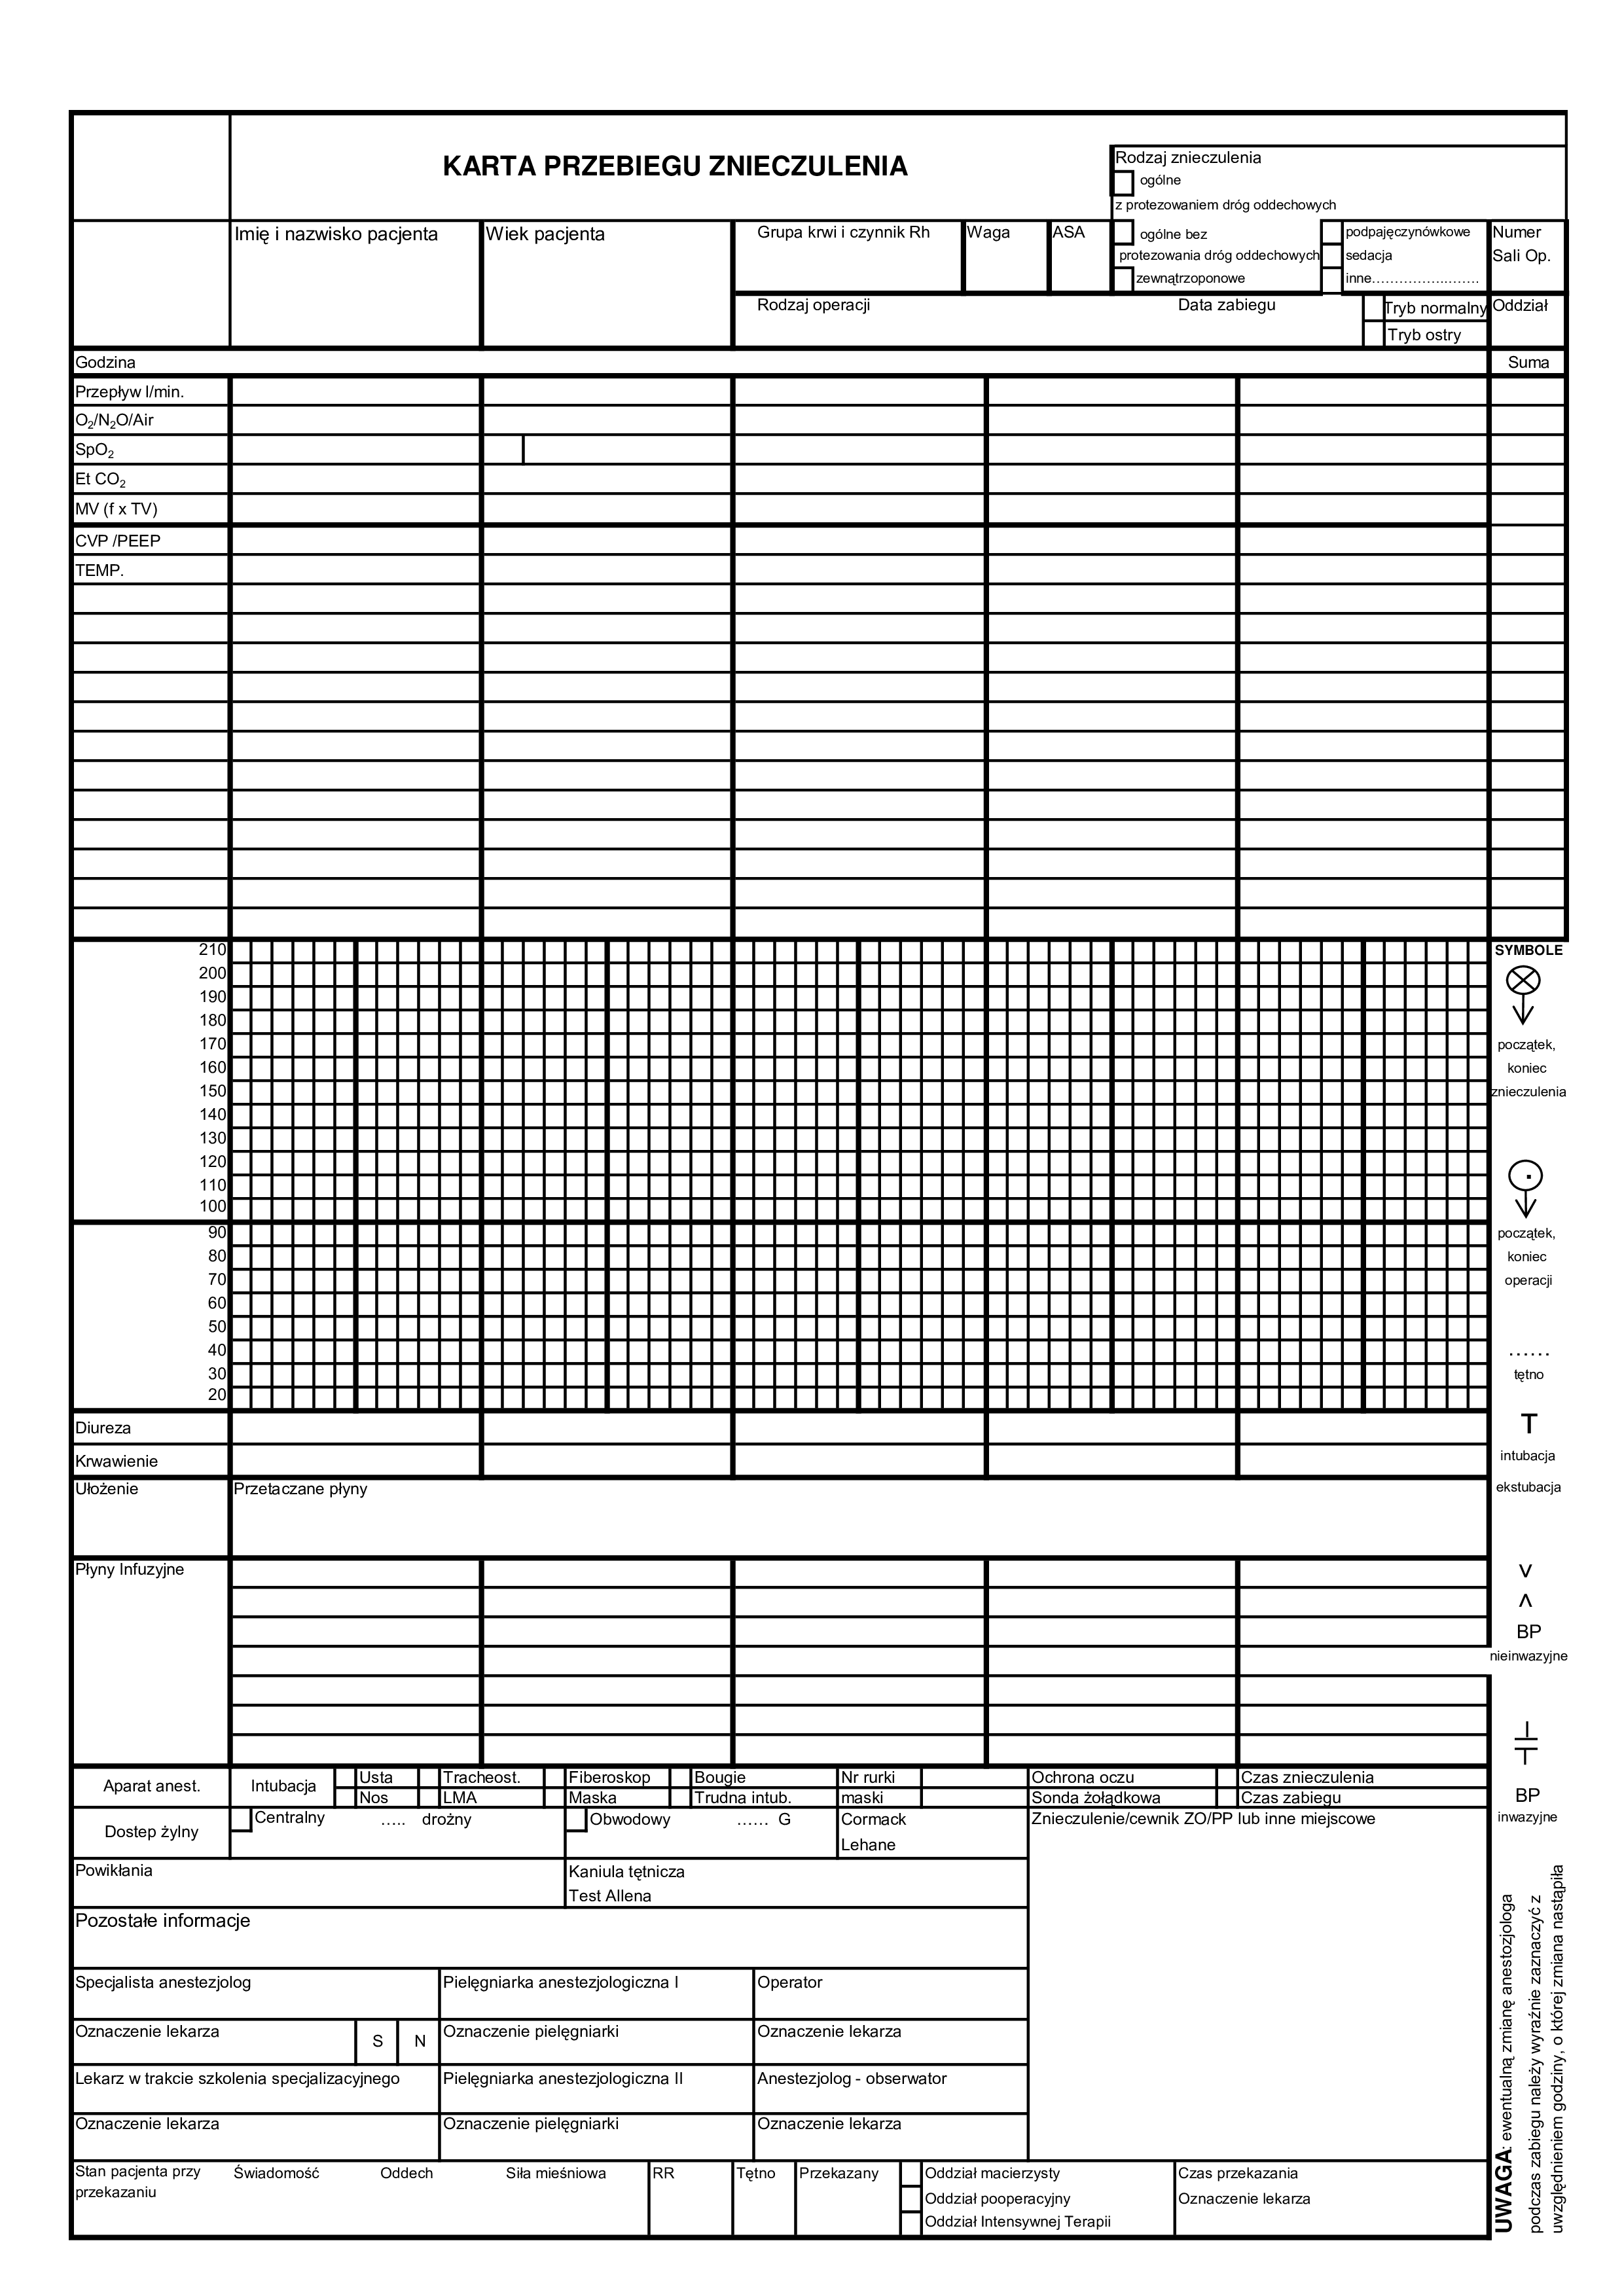 KARTA PRZEBIEGU ZNIECZULENIA
Rodzaj znieczulenia
ogólne
z protezowaniem dróg oddechowych
Imię i nazwisko pacjenta
Wiek pacjenta
Grupa krwi i czynnik Rh
Waga
ASA
ogólne bez
protezowania dróg oddechowych
zewnątrzoponowe
podpajęczynówkowe
sedacja
inne.........................
Numer
Sali Op.
Rodzaj operacji
Data zabiegu
Tryb normalny
Tryb ostry
Oddział
Godzina
Suma
Przepływ l/min.
O2/N2O/Air
SpO2
Et CO2
MV (f x TV)
CVP /PEEP
TEMP.
210
200
190
180
170
160
150
140
130
120
110
100
90
80
70
60
50
40
30
20
SYMBOLE
początek,
koniec
znieczulenia
początek,
koniec
operacji
......
tętno
T
intubacja
ekstubacja
Diureza
Krwawienie
Ułożenie
Przetaczane płyny
Płyny Infuzyjne
v
^
BP
nieinwazyjne
BP
inwazyjne
Aparat anest.
Intubacja
Usta
Tracheost.
Fiberoskop
Bougie
Nr rurki
Ochrona oczu
Czas znieczulenia
Nos
LMA
Maska
Trudna intub.
maski
Sonda żołądkowa
Czas zabiegu
Dostep żylny
Centralny ..... drożny
Obwodowy ...... G
Cormack
Lehane
Znieczulenie/cewnik ZO/PP lub inne miejscowe
Powikłania
Kaniula tętnicza
Test Allena
Pozostałe informacje
Specjalista anestezjolog
Pielęgniarka anestezjologiczna I
Operator
Oznaczenie lekarza
S
N
Oznaczenie pielęgniarki
Oznaczenie lekarza
Lekarz w trakcie szkolenia specjalizacyjnego
Pielęgniarka anestezjologiczna II
Anestezjolog - obserwator
Oznaczenie lekarza
Oznaczenie pielęgniarki
Oznaczenie lekarza
Stan pacjenta przy
przekazaniu
Świadomość
Oddech
Siła mieśniowa
RR
Tętno
Przekazany
Oddział macierzysty
Oddział pooperacyjny
Oddział Intensywnej Terapii
Czas przekazania
Oznaczenie lekarza
UWAGA: ewentualną zmianę anestozjologa
podczas zabiegu należy wyraźnie zaznaczyć z
uwzględnieniem godziny, o której zmiana nastąpiła